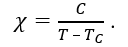 χ = C / (T − T_C) .